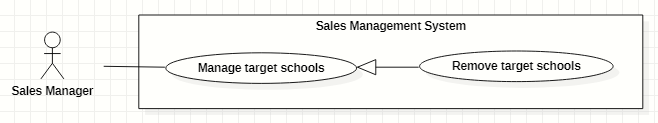 Sales Management System
Manage target schools
Remove target schools
Sales Manager